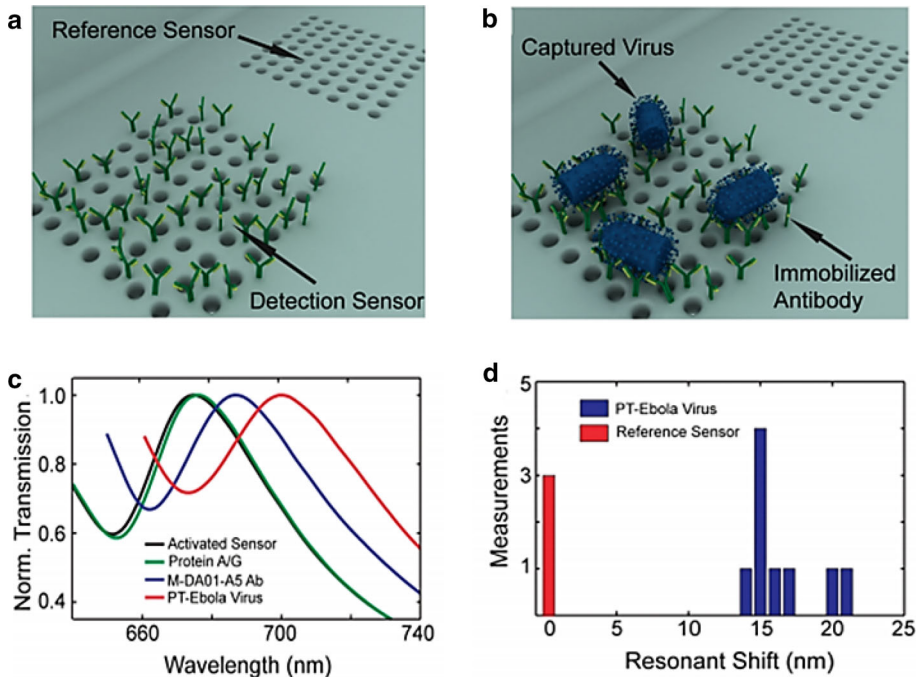 a
Reference Sensor
Detection Sensor
b
Captured Virus
Immobilized
Antibody
c
Norm. Transmission
1.0
0.8
0.6
0.4
Activated Sensor
Protein A/G
M-DA01-A5 Ab
PT-Ebola Virus
660
700
740
Wavelength (nm)
d
Measurements
5
3
1
PT-Ebola Virus
Reference Sensor
0
5
10
15
20
25
Resonant Shift (nm)